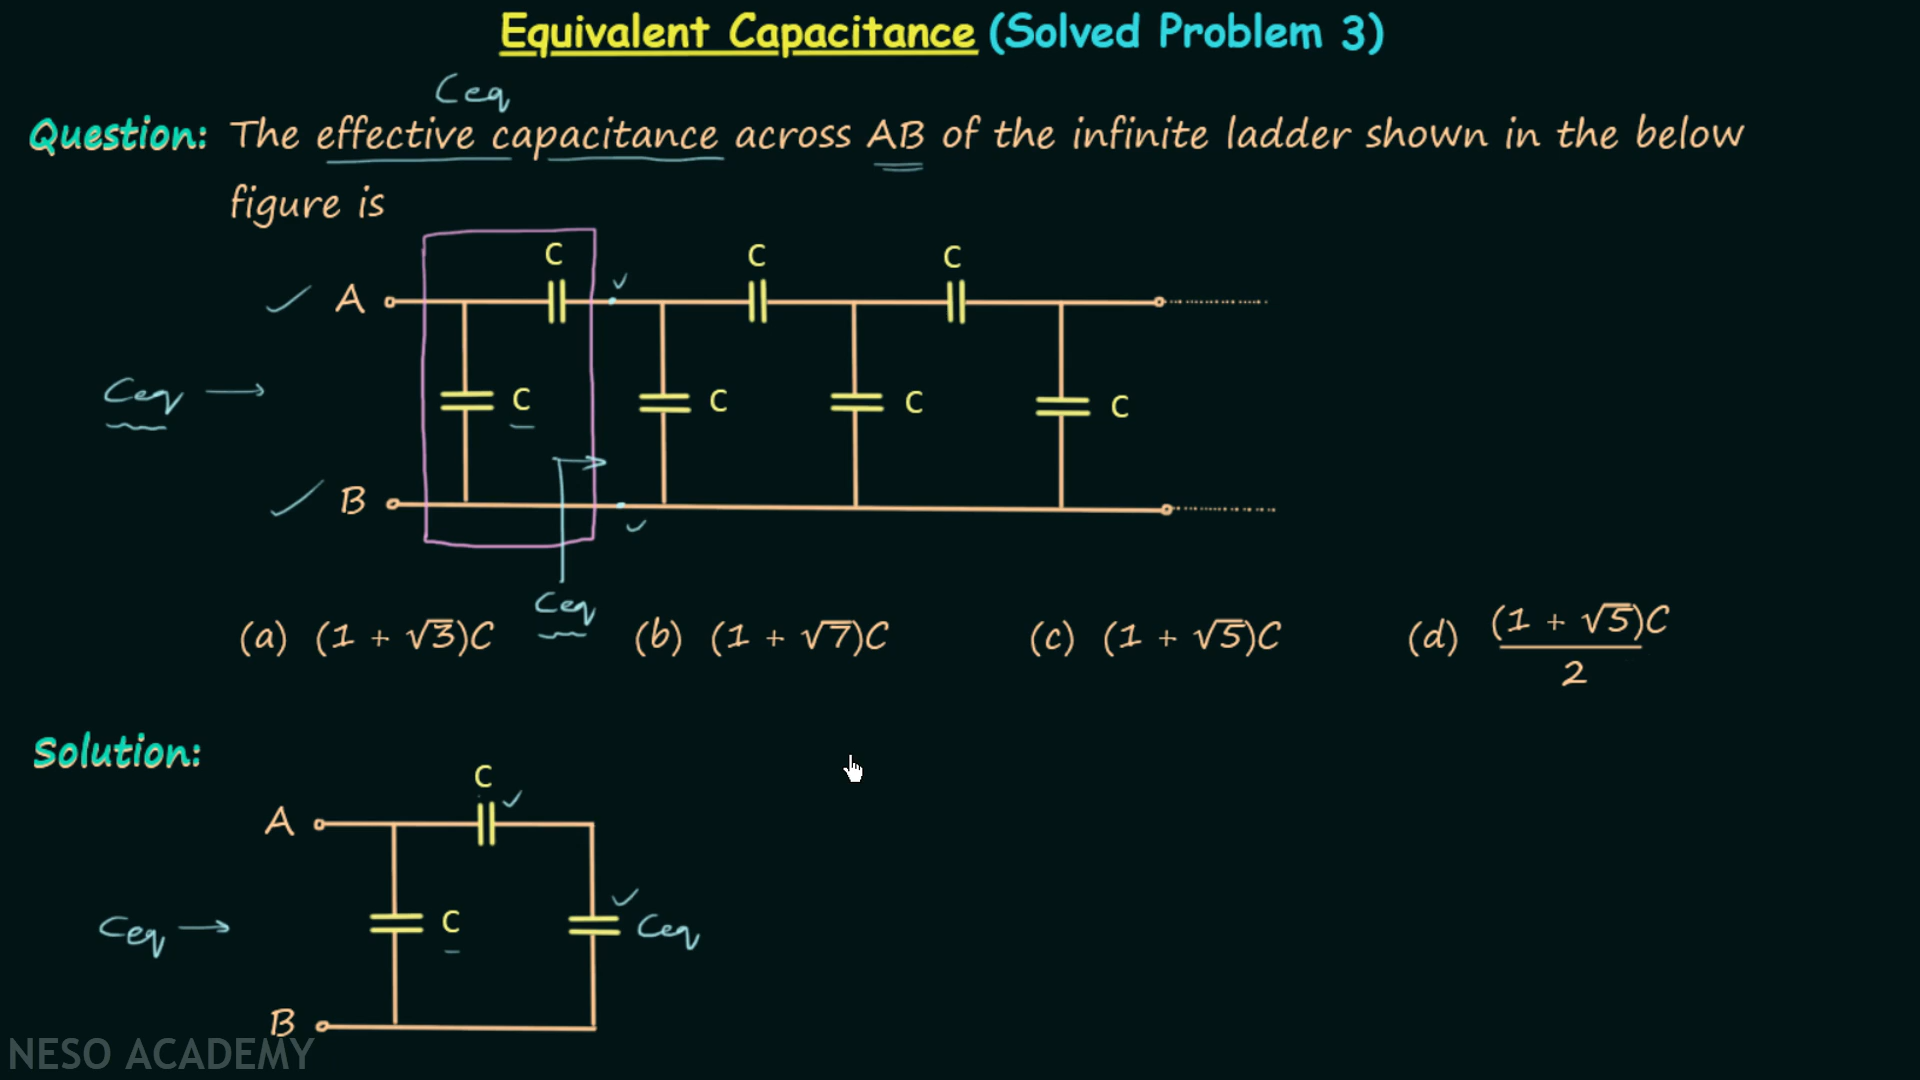 Equivalent Capacitance (Solved Problem 3)
Ceq
Question: The effective capacitance across AB of the infinite ladder shown in the below
figure is
C C C
A
Ceq → C C C C
B
Ceq
(a) (1 + √3)C (b) (1 + √7)C (c) (1 + √5)C (d) (1 + √5)C
2
Solution:
C
A
Ceq → C Ceq
B
NESO ACADEMY